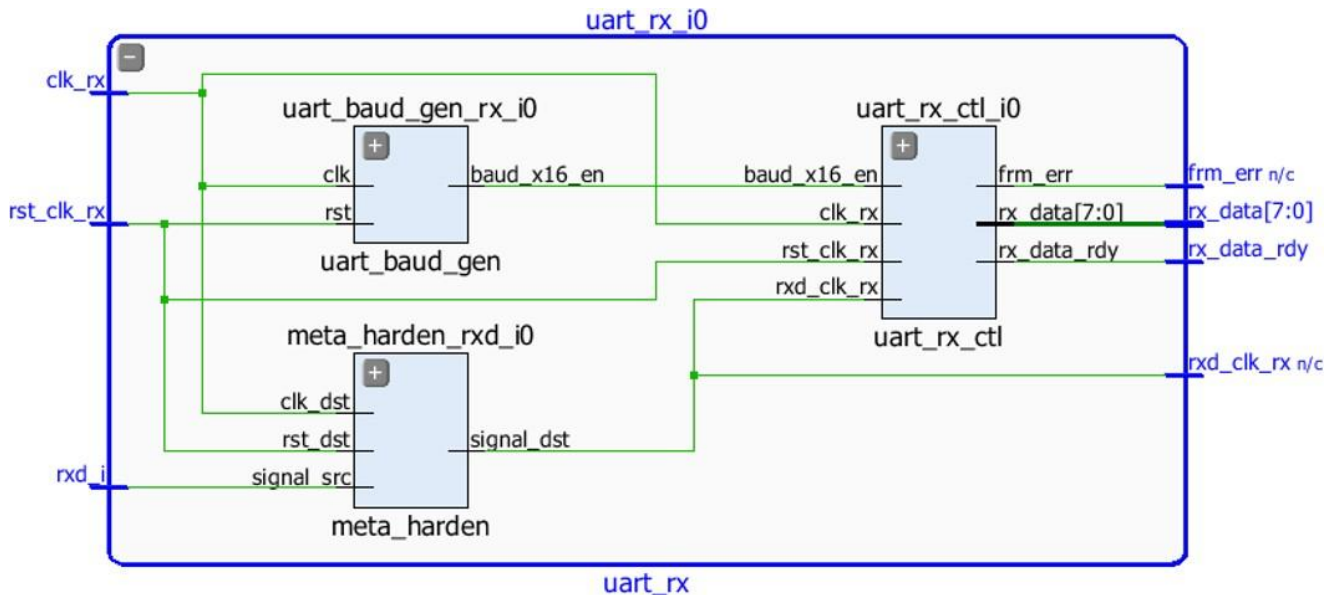 uart_rx_i0
clk_rx
rst_clk_rx
rxd_i
uart_baud_gen_rx_i0
clk
rst
baud_x16_en
uart_baud_gen
meta_harden_rxd_i0
clk_dst
rst_dst
signal_src
signal_dst
meta_harden
uart_rx_ctl_i0
baud_x16_en
clk_rx
rst_clk_rx
rxd_clk_rx
frm_err
rx_data[7:0]
rx_data_rdy
uart_rx_ctl
frm_err n/c
rx_data[7:0]
rx_data_rdy
rxd_clk_rx n/c
uart_rx